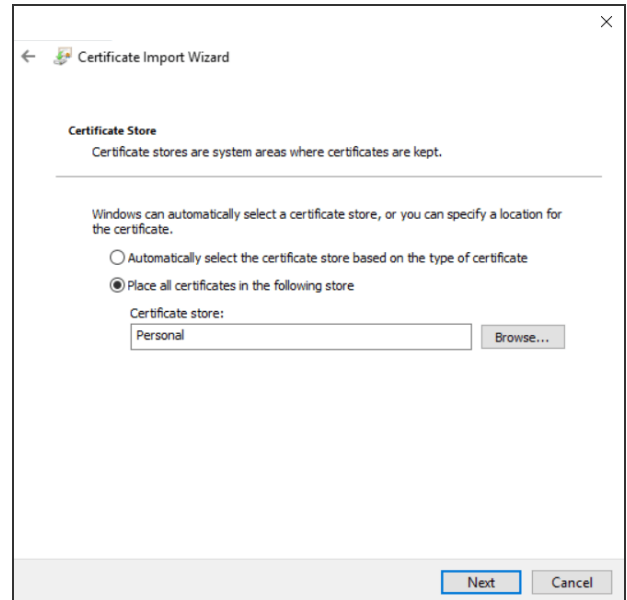 Certificate Import Wizard
Certificate Store
Certificate stores are system areas where certificates are kept.
Windows can automatically select a certificate store, or you can specify a location for
the certificate.
Automatically select the certificate store based on the type of certificate
Place all certificates in the following store
Certificate store:
Personal
Browse...
Next
Cancel